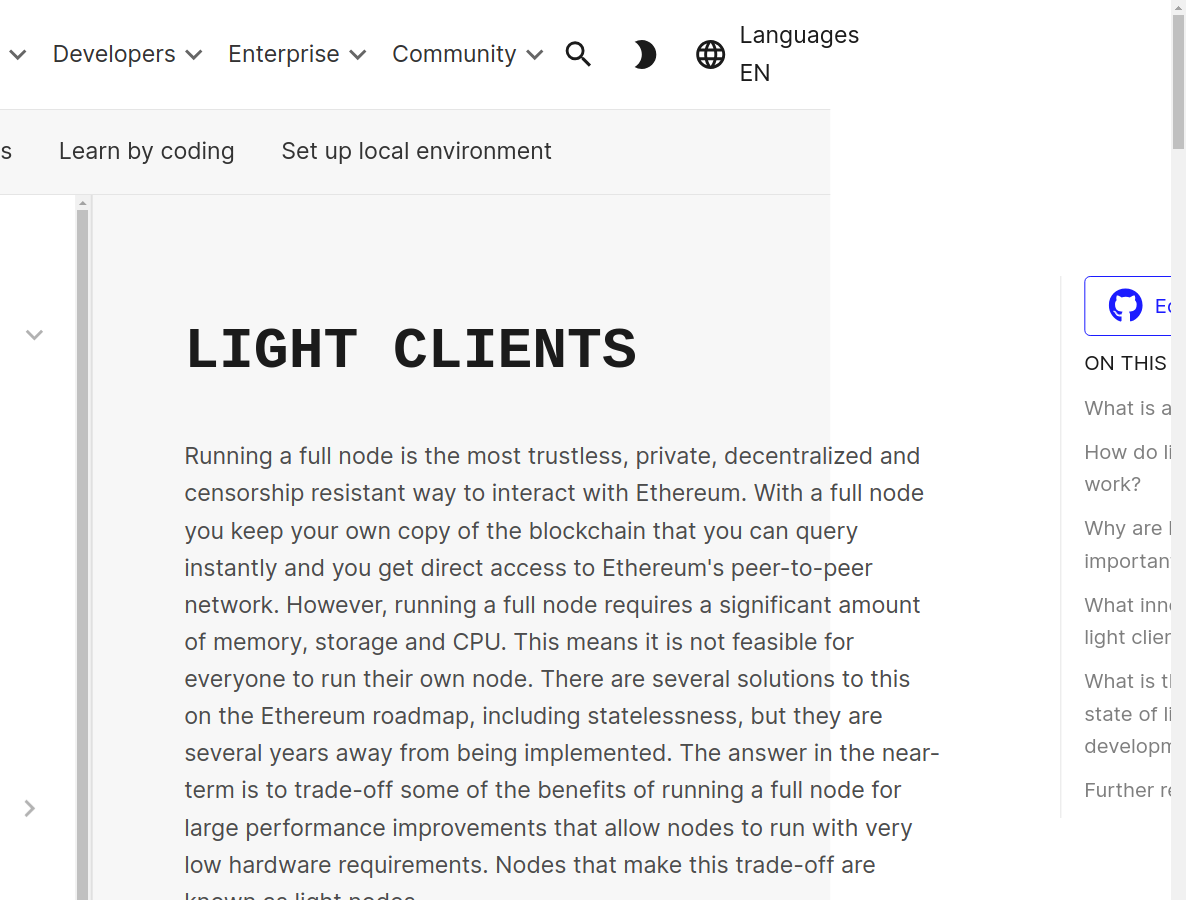 Developers
Enterprise
Community
Languages
EN
s
Learn by coding
Set up local environment
LIGHT CLIENTS
Running a full node is the most trustless, private, decentralized and
censorship resistant way to interact with Ethereum. With a full node
you keep your own copy of the blockchain that you can query
instantly and you get direct access to Ethereum's peer-to-peer
network. However, running a full node requires a significant amount
of memory, storage and CPU. This means it is not feasible for
everyone to run their own node. There are several solutions to this
on the Ethereum roadmap, including statelessness, but they are
several years away from being implemented. The answer in the near-
term is to trade-off some of the benefits of running a full node for
large performance improvements that allow nodes to run with very
low hardware requirements. Nodes that make this trade-off are
known as light nodes.
ON THIS
What is a
How do li
work?
Why are
importan
What inn
light clien
What is t
state of li
developm
Further re